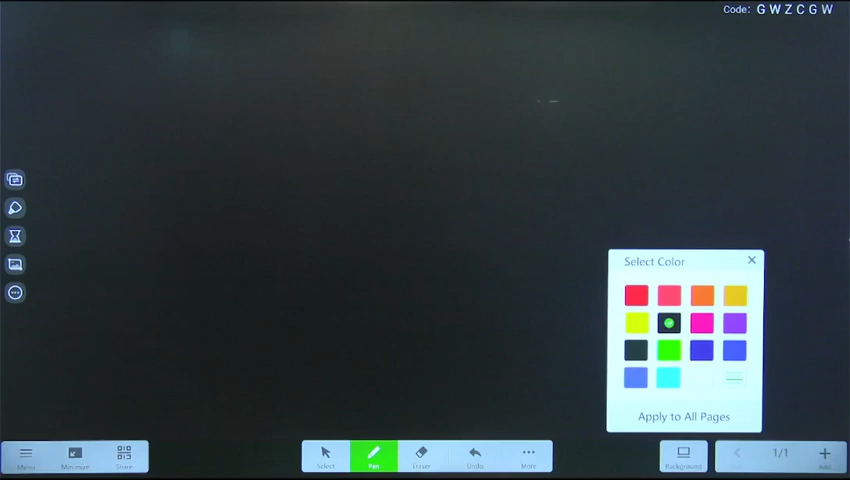 Code: GWZCGW
Select Color
Apply to All Pages
Menu
Minimize
Share
Select
Pen
Eraser
Undo
More
Background
1/1
Add